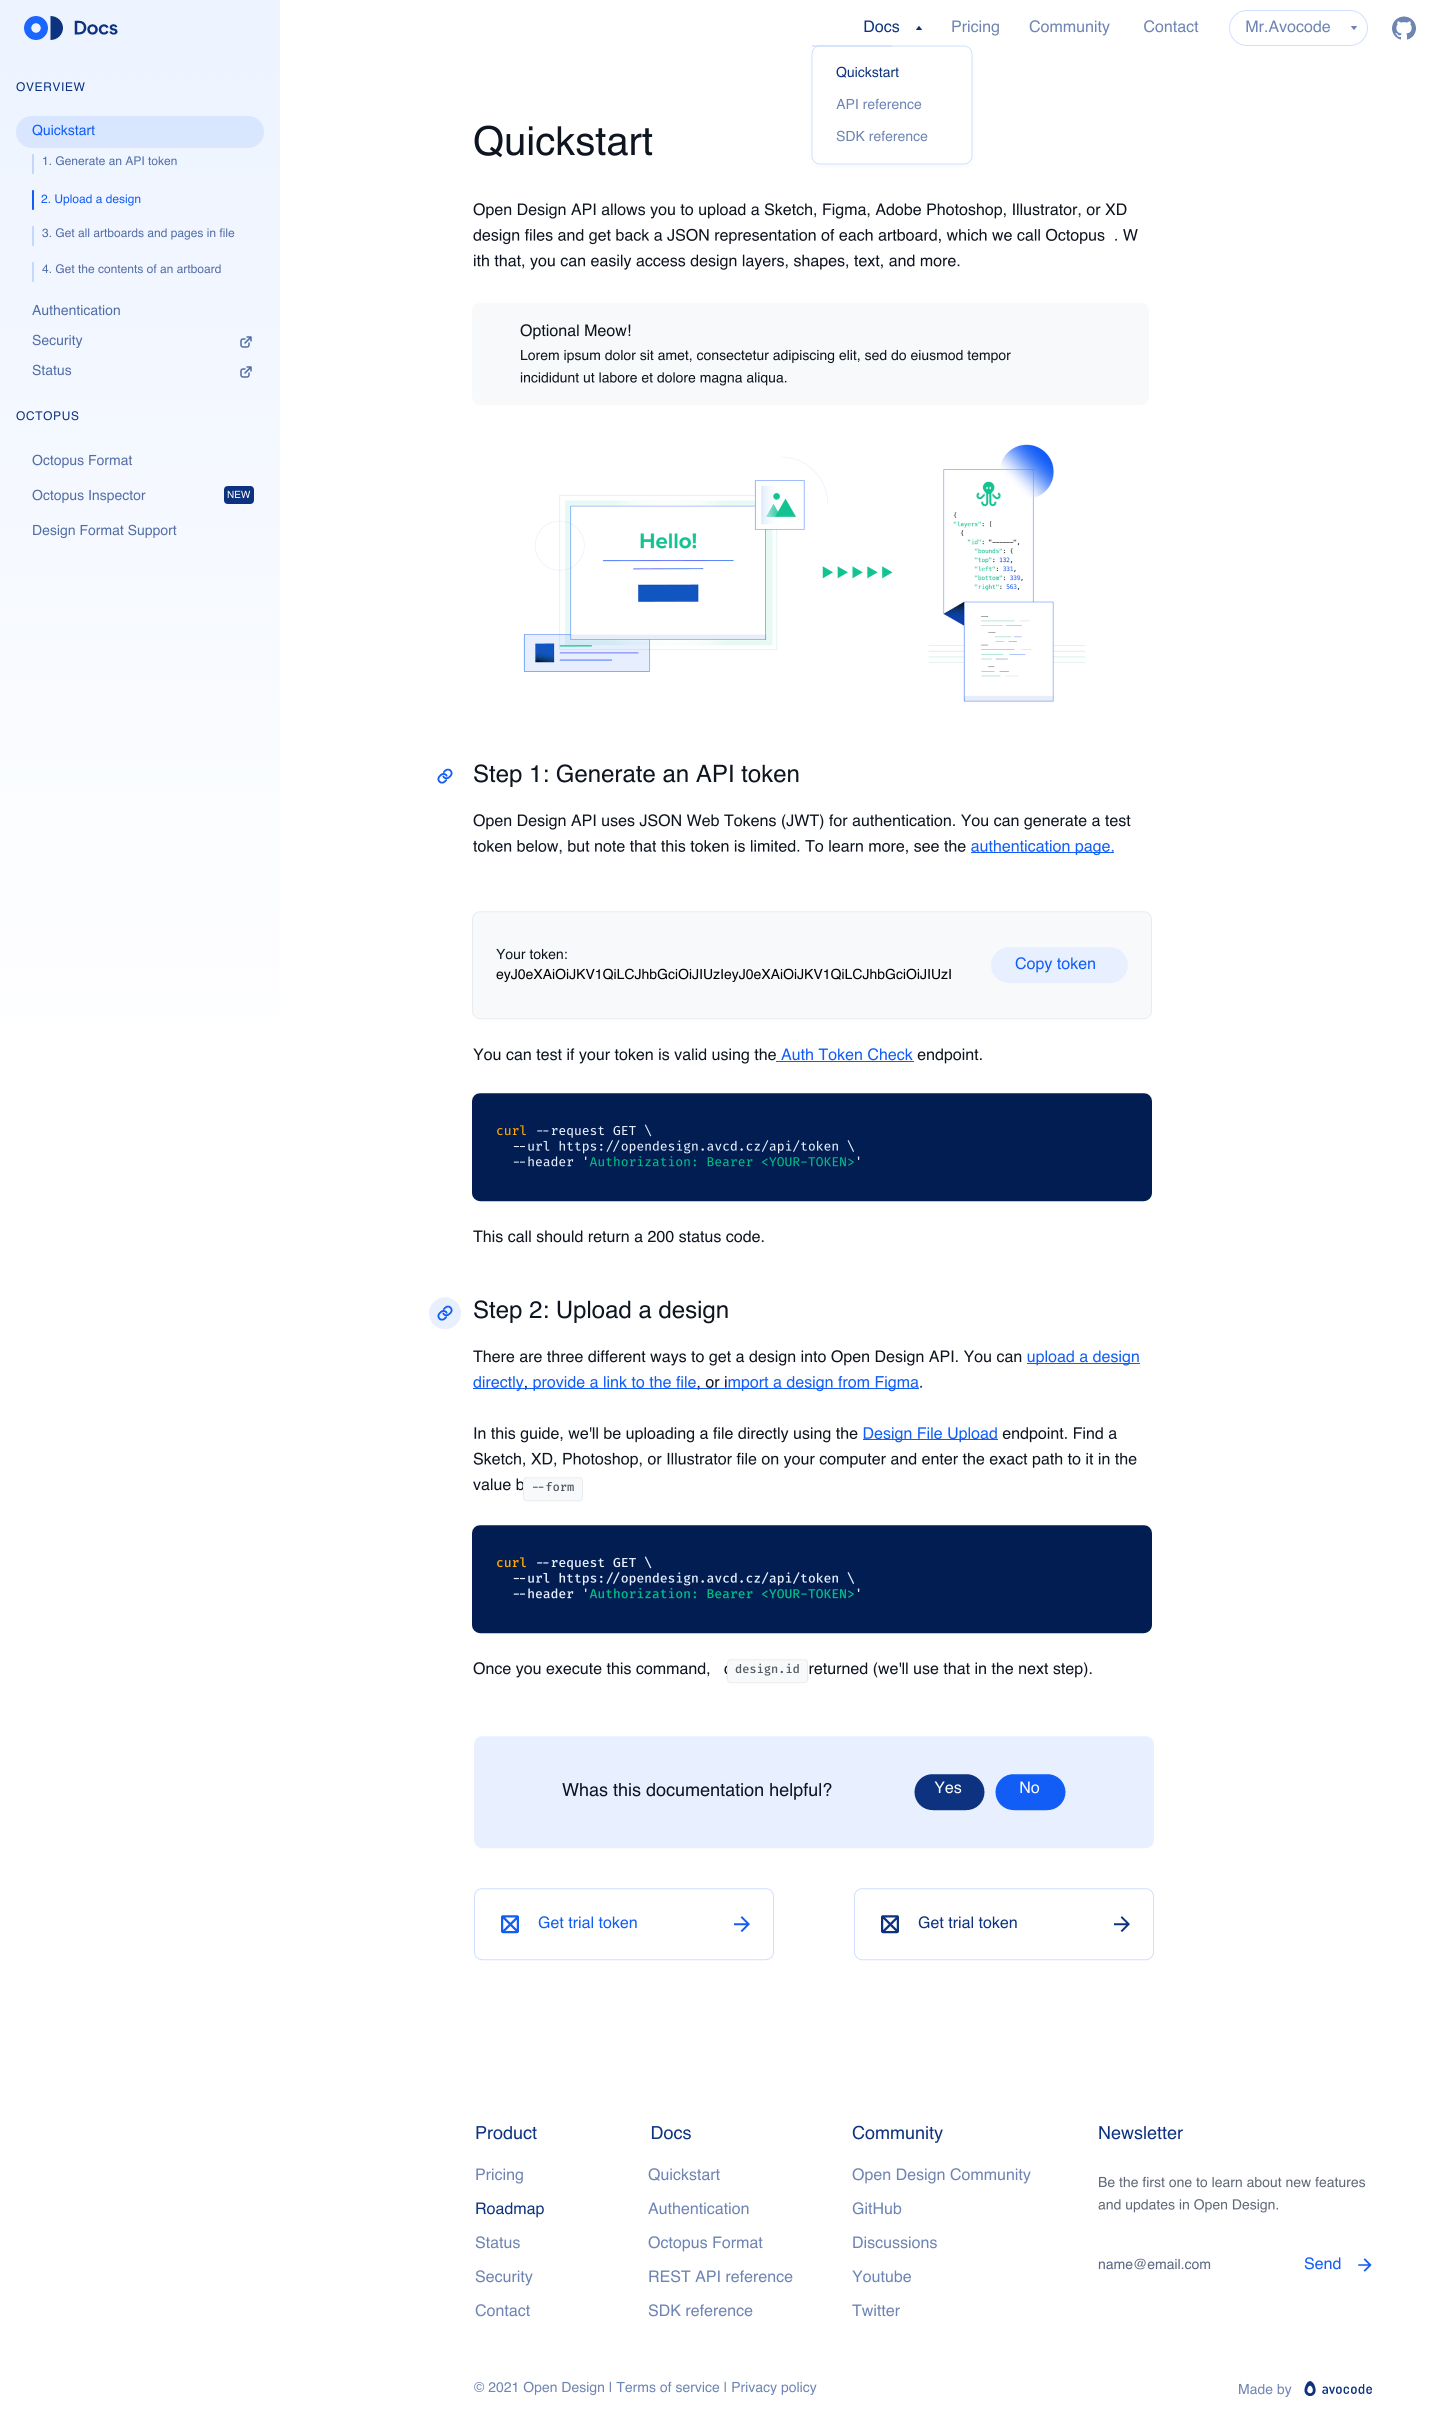 Docs
Docs
Pricing
Community
Contact
Mr.Avocode
Quickstart
API reference
SDK reference
OVERVIEW
Quickstart
1. Generate an API token
2. Upload a design
3. Get all artboards and pages in file
4. Get the contents of an artboard
Authentication
Security
Status
OCTOPUS
Octopus Format
Octopus Inspector
NEW
Design Format Support
Quickstart
Open Design API allows you to upload a Sketch, Figma, Adobe Photoshop, Illustrator, or XD
design files and get back a JSON representation of each artboard, which we call Octopus . W
ith that, you can easily access design layers, shapes, text, and more.
Optional Meow!
Lorem ipsum dolor sit amet, consectetur adipiscing elit, sed do eiusmod tempor
incididunt ut labore et dolore magna aliqua.
Hello!
{
"layers": [
{
"id": "——————",
"bounds": {
"top": 132,
"left": 331,
"bottom": 339,
"right": 563,
Step 1: Generate an API token
Open Design API uses JSON Web Tokens (JWT) for authentication. You can generate a test
token below, but note that this token is limited. To learn more, see the authentication page.
Your token:
eyJ0eXAiOiJKV1QiLCJhbGciOiJIUzIeyJ0eXAiOiJKV1QiLCJhbGciOiJIUzI
Copy token
You can test if your token is valid using the Auth Token Check endpoint.
curl --request GET \
--url https://opendesign.avcd.cz/api/token \
--header 'Authorization: Bearer <YOUR-TOKEN>'
This call should return a 200 status code.
Step 2: Upload a design
There are three different ways to get a design into Open Design API. You can upload a design
directly, provide a link to the file, or import a design from Figma.
In this guide, we'll be uploading a file directly using the Design File Upload endpoint. Find a
Sketch, XD, Photoshop, or Illustrator file on your computer and enter the exact path to it in the
value b --form
curl --request GET \
--url https://opendesign.avcd.cz/api/token \
--header 'Authorization: Bearer <YOUR-TOKEN>'
Once you execute this command, design.id returned (we'll use that in the next step).
Whas this documentation helpful?
Yes
No
Get trial token
Get trial token
Product
Pricing
Roadmap
Status
Security
Contact
Docs
Quickstart
Authentication
Octopus Format
REST API reference
SDK reference
Community
Open Design Community
GitHub
Discussions
Youtube
Twitter
Newsletter
Be the first one to learn about new features
and updates in Open Design.
name@email.com
Send
© 2021 Open Design | Terms of service | Privacy policy
Made by avocode